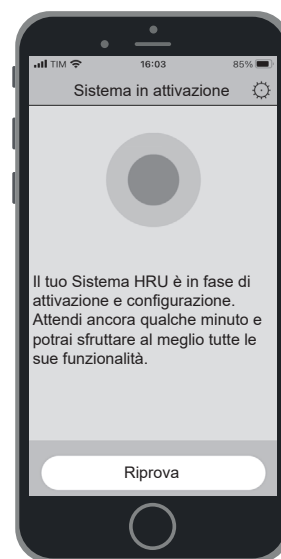 TIM 16:03 85%
Sistema in attivazione
Il tuo Sistema HRU è in fase di
attivazione e configurazione.
Attendi ancora qualche minuto e
potrai sfruttare al meglio tutte le
sue funzionalità.
Riprova